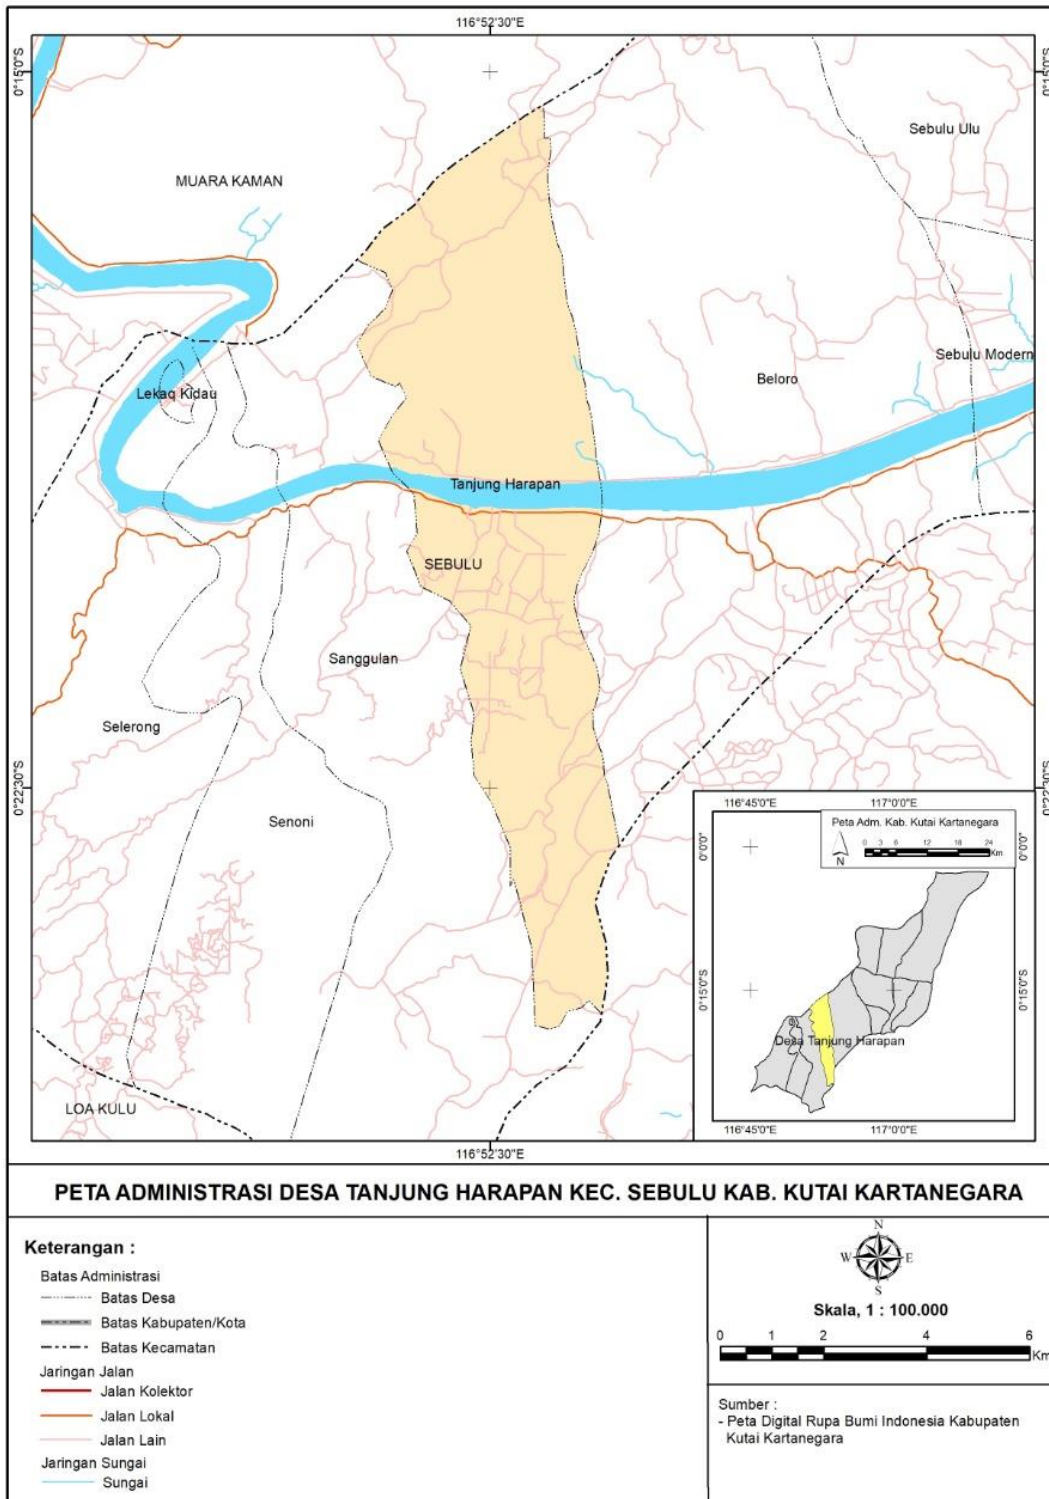 116°52'30"E
0°15'0"S
0°15'0"S
Sebulu Ulu
MUARA KAMAN
Sebulu Modern
Beloro
Lekaq Kidau
Tanjung Harapan
SEBULU
Sanggulan
Selerong
Senoni
0°22'30"S
0°22'30"S
LOA KULU
116°52'30"E
116°45'0"E
117°0'0"E
Peta Adm. Kab. Kutai Kartanegara
0 3 6 12 18 24
Km
N
0°0'0"
0°0'0"
0°15'0"S
0°15'0"S
Desa Tanjung Harapan
116°45'0"E
117°0'0"E
PETA ADMINISTRASI DESA TANJUNG HARAPAN KEC. SEBULU KAB. KUTAI KARTANEGARA
Keterangan :
Batas Administrasi
Batas Desa
Batas Kabupaten/Kota
Batas Kecamatan
Jaringan Jalan
Jalan Kolektor
Jalan Lokal
Jalan Lain
Jaringan Sungai
Sungai
N
W E
S
Skala, 1 : 100.000
0 1 2 4 6
Km
Sumber :
- Peta Digital Rupa Bumi Indonesia Kabupaten
Kutai Kartanegara